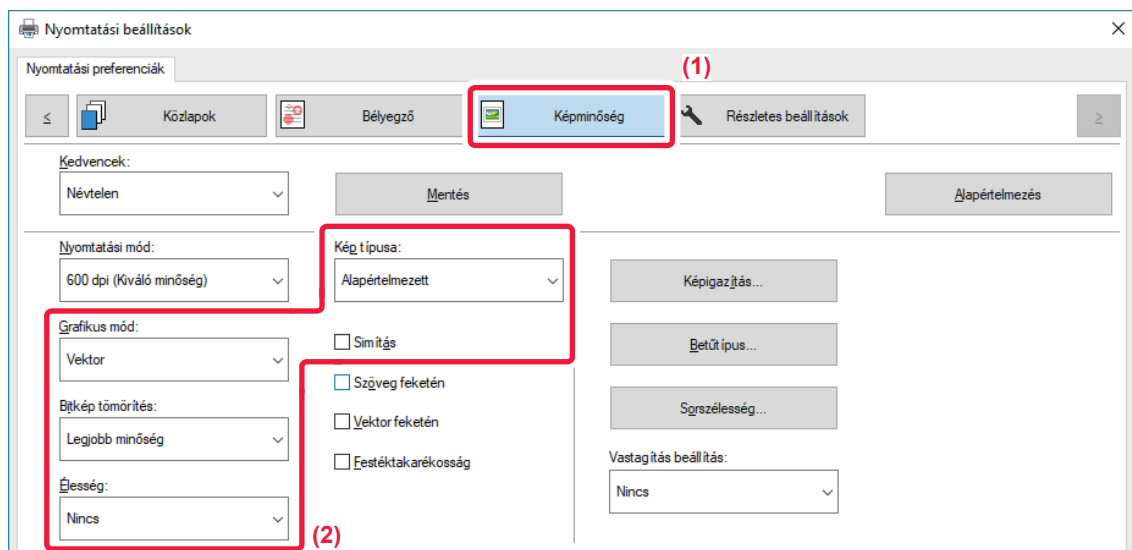 Nyomtatási beállítások
Nyomtatási preferenciák
(1)
< Közlapok Bélyegző Képminőség Részletes beállítások >
Kedvencek:
Névtelen Mentés Alapértelmezés
Nyomtatási mód: Kép típusa:
600 dpi (Kiváló minőség) Alapértelmezett Képigazítás...
Grafikus mód:
Vektor Simítás Betűtípus...
Szöveg feketén
Bitkép tömörítés:
Legjobb minőség Vektor feketén Sorszélesség...
Festéktakarékosság Vastagítás beállítás:
Élesség:
Nincs Nincs
(2)